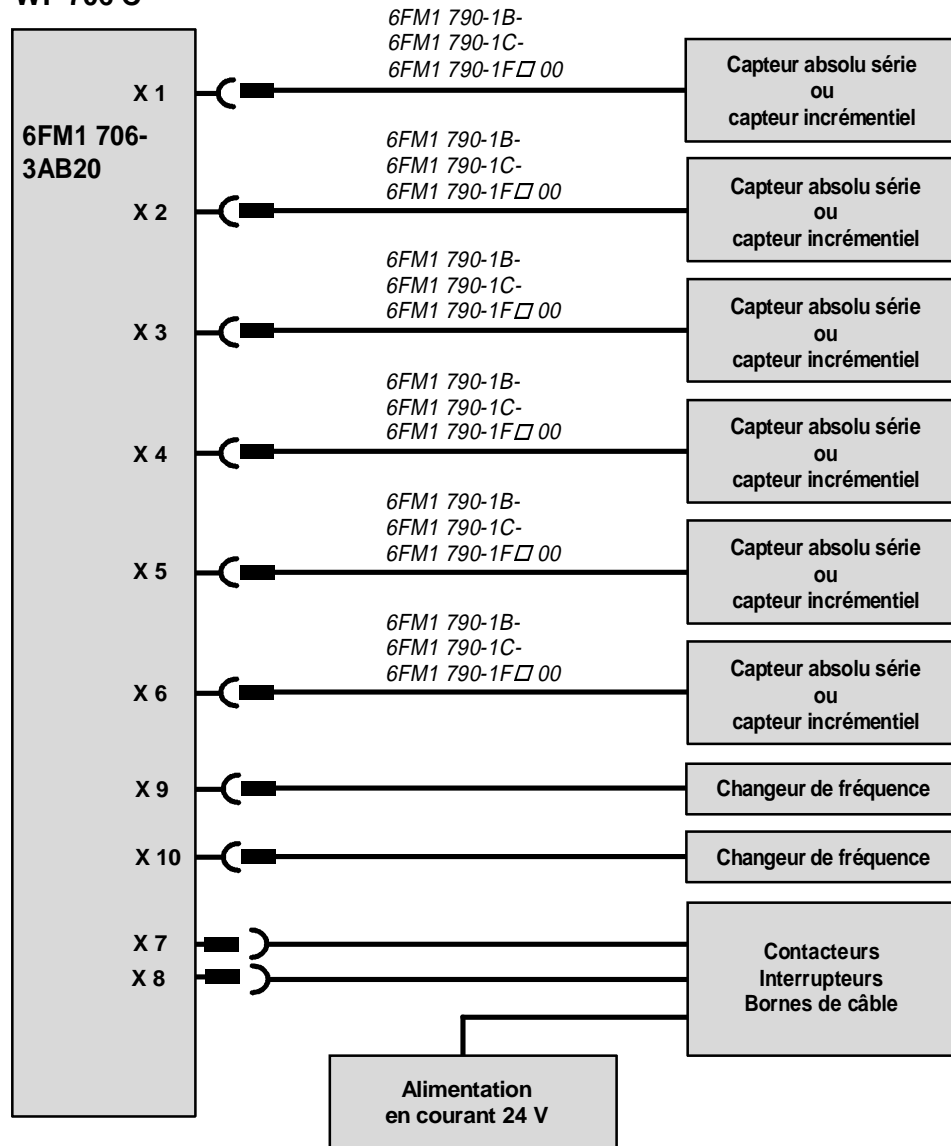 6FM1 790-1B-
6FM1 790-1C-
6FM1 790-1F□ 00
X 1
Capteur absolu série
ou
capteur incrémentiel
6FM1 706-
3AB20
6FM1 790-1B-
6FM1 790-1C-
6FM1 790-1F□ 00
X 2
Capteur absolu série
ou
capteur incrémentiel
6FM1 790-1B-
6FM1 790-1C-
6FM1 790-1F□ 00
X 3
Capteur absolu série
ou
capteur incrémentiel
6FM1 790-1B-
6FM1 790-1C-
6FM1 790-1F□ 00
X 4
Capteur absolu série
ou
capteur incrémentiel
6FM1 790-1B-
6FM1 790-1C-
6FM1 790-1F□ 00
X 5
Capteur absolu série
ou
capteur incrémentiel
6FM1 790-1B-
6FM1 790-1C-
6FM1 790-1F□ 00
X 6
Capteur absolu série
ou
capteur incrémentiel
X 9
Changeur de fréquence
X 10
Changeur de fréquence
X 7
X 8
Contacteurs
Interrupteurs
Bornes de câble
Alimentation
en courant 24 V